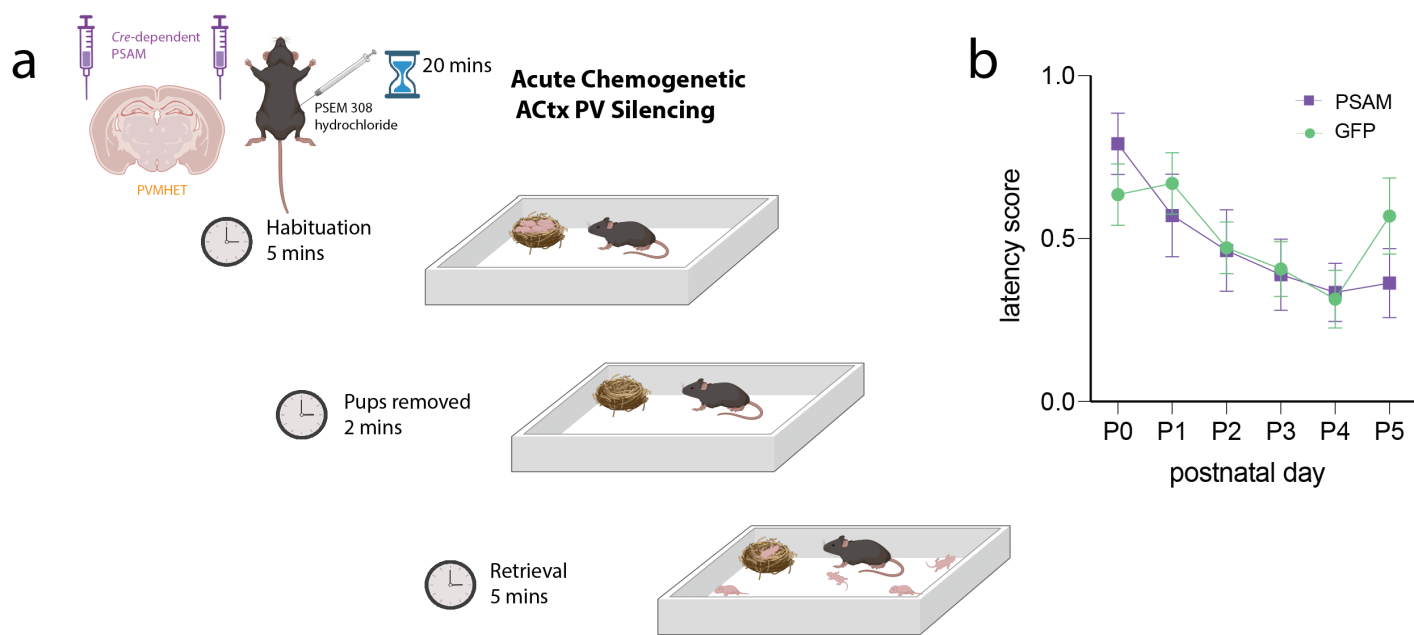 a
Cre-dependent
PSAM
20 mins
PSEM 308
hydrochloride
PVMHET
Acute Chemogenetic
ACtx PV Silencing
Habituation
5 mins
Pups removed
2 mins
Retrieval
5 mins
b
1.0
0.5
0.0
latency score
PSAM
GFP
P0 P1 P2 P3 P4 P5
postnatal day